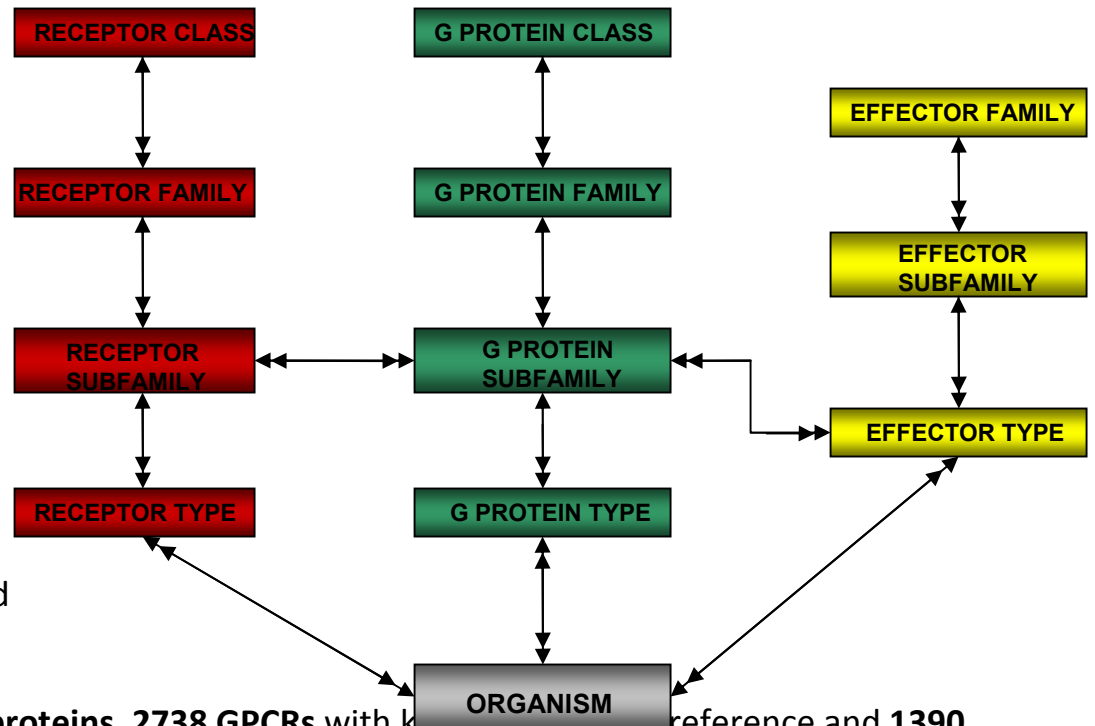 RECEPTOR CLASS
G PROTEIN CLASS
EFFECTOR FAMILY
RECEPTOR FAMILY
G PROTEIN FAMILY
EFFECTOR
SUBFAMILY
RECEPTOR
SUBFAMILY
G PROTEIN
SUBFAMILY
EFFECTOR TYPE
RECEPTOR TYPE
G PROTEIN TYPE
ORGANISM
proteins, 2738 GPCRs with reference and 1390